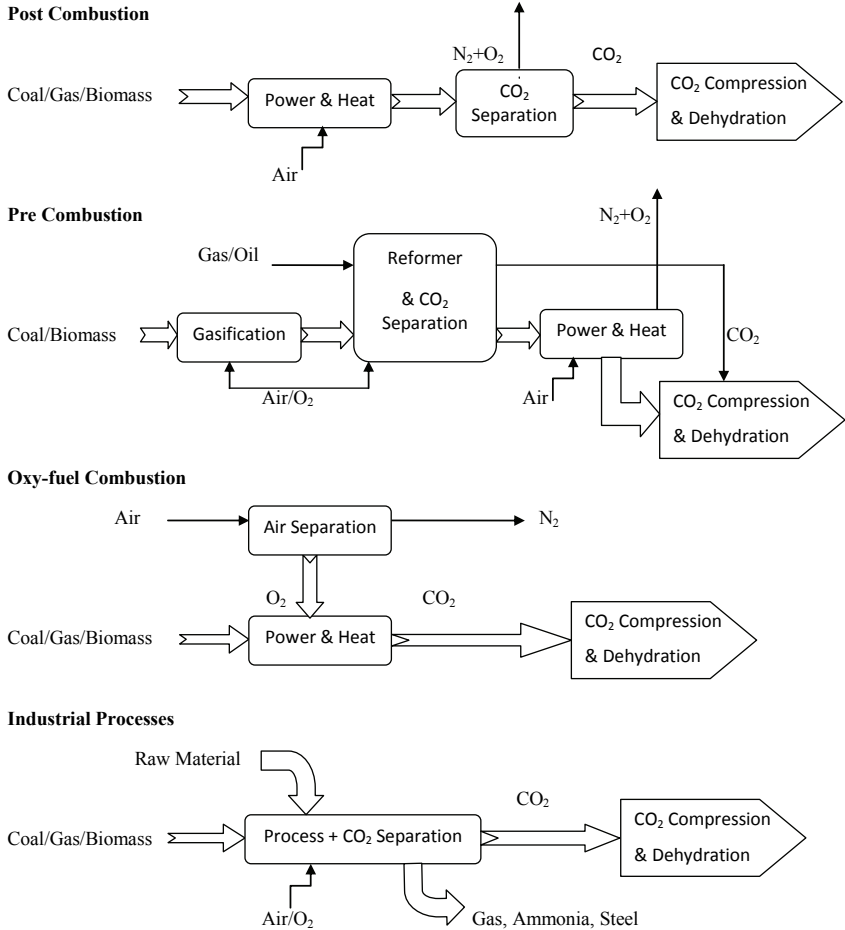 Post Combustion
N₂+O₂
CO₂
Coal/Gas/Biomass
Power & Heat
CO₂
Separation
CO₂ Compression
& Dehydration
Air
Pre Combustion
N₂+O₂
Gas/Oil
Reformer
& CO₂
Separation
Coal/Biomass
Gasification
Power & Heat
CO₂
Air/O₂
Air
CO₂ Compression
& Dehydration
Oxy-fuel Combustion
Air
Air Separation
N₂
O₂
CO₂
Coal/Gas/Biomass
Power & Heat
CO₂ Compression
& Dehydration
Industrial Processes
Raw Material
CO₂
Coal/Gas/Biomass
Process + CO₂ Separation
CO₂ Compression
& Dehydration
Air/O₂
Gas, Ammonia, Steel